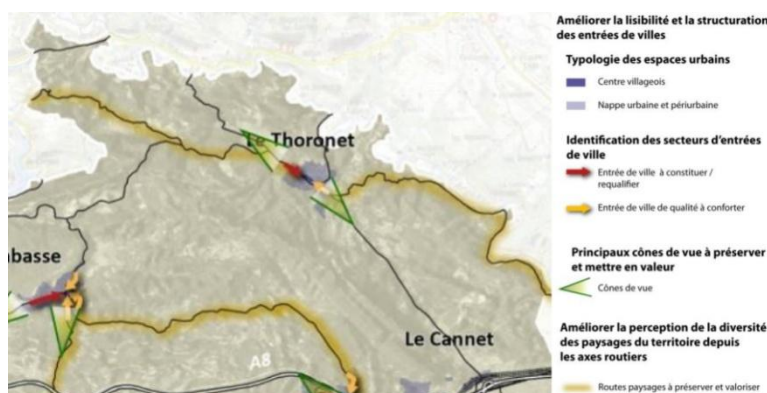 Le Thoronet
abasse
Le Cannet
A8
Améliorer la lisibilité et la structuration
des entrées de villes
Typologie des espaces urbains
Centre villageois
Nappe urbaine et périurbaine
Identification des secteurs d'entrées
de ville
Entrée de ville à constituer /
requalifier
Entrée de ville de qualité à conforter
Principaux cônes de vue à préserver
et mettre en valeur
Cônes de vue
Améliorer la perception de la diversité
des paysages du territoire depuis
les axes routiers
Routes paysages à préserver et valoriser